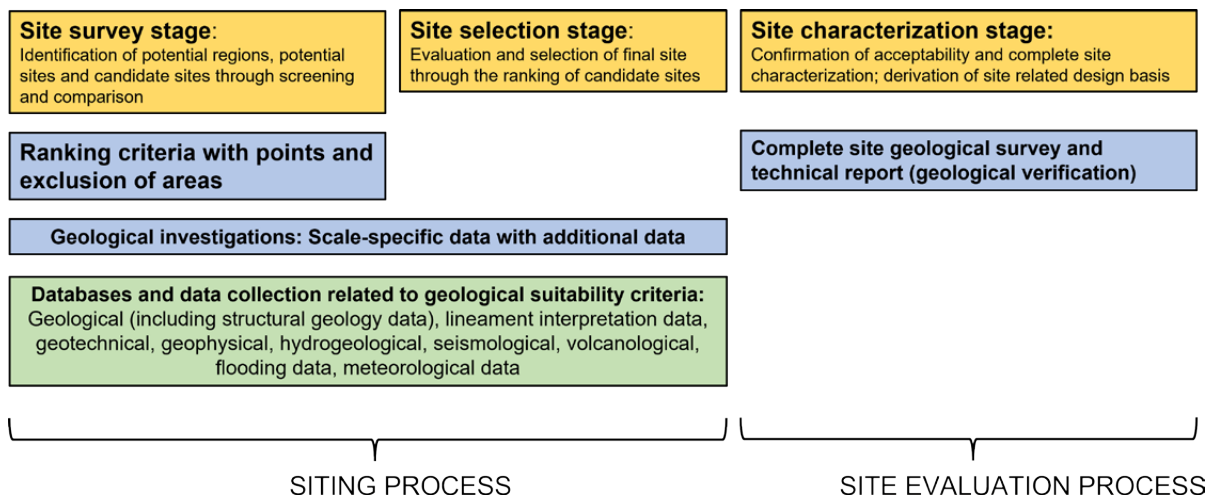 Site survey stage:
Identification of potential regions, potential
sites and candidate sites through screening
and comparison
Site selection stage:
Evaluation and selection of final site
through the ranking of candidate sites
Site characterization stage:
Confirmation of acceptability and complete site
characterization; derivation of site related design basis
Ranking criteria with points and
exclusion of areas
Complete site geological survey and
technical report (geological verification)
Geological investigations: Scale-specific data with additional data
Databases and data collection related to geological suitability criteria:
Geological (including structural geology data), lineament interpretation data,
geotechnical, geophysical, hydrogeological, seismological, volcanological,
flooding data, meteorological data
SITING PROCESS
SITE EVALUATION PROCESS